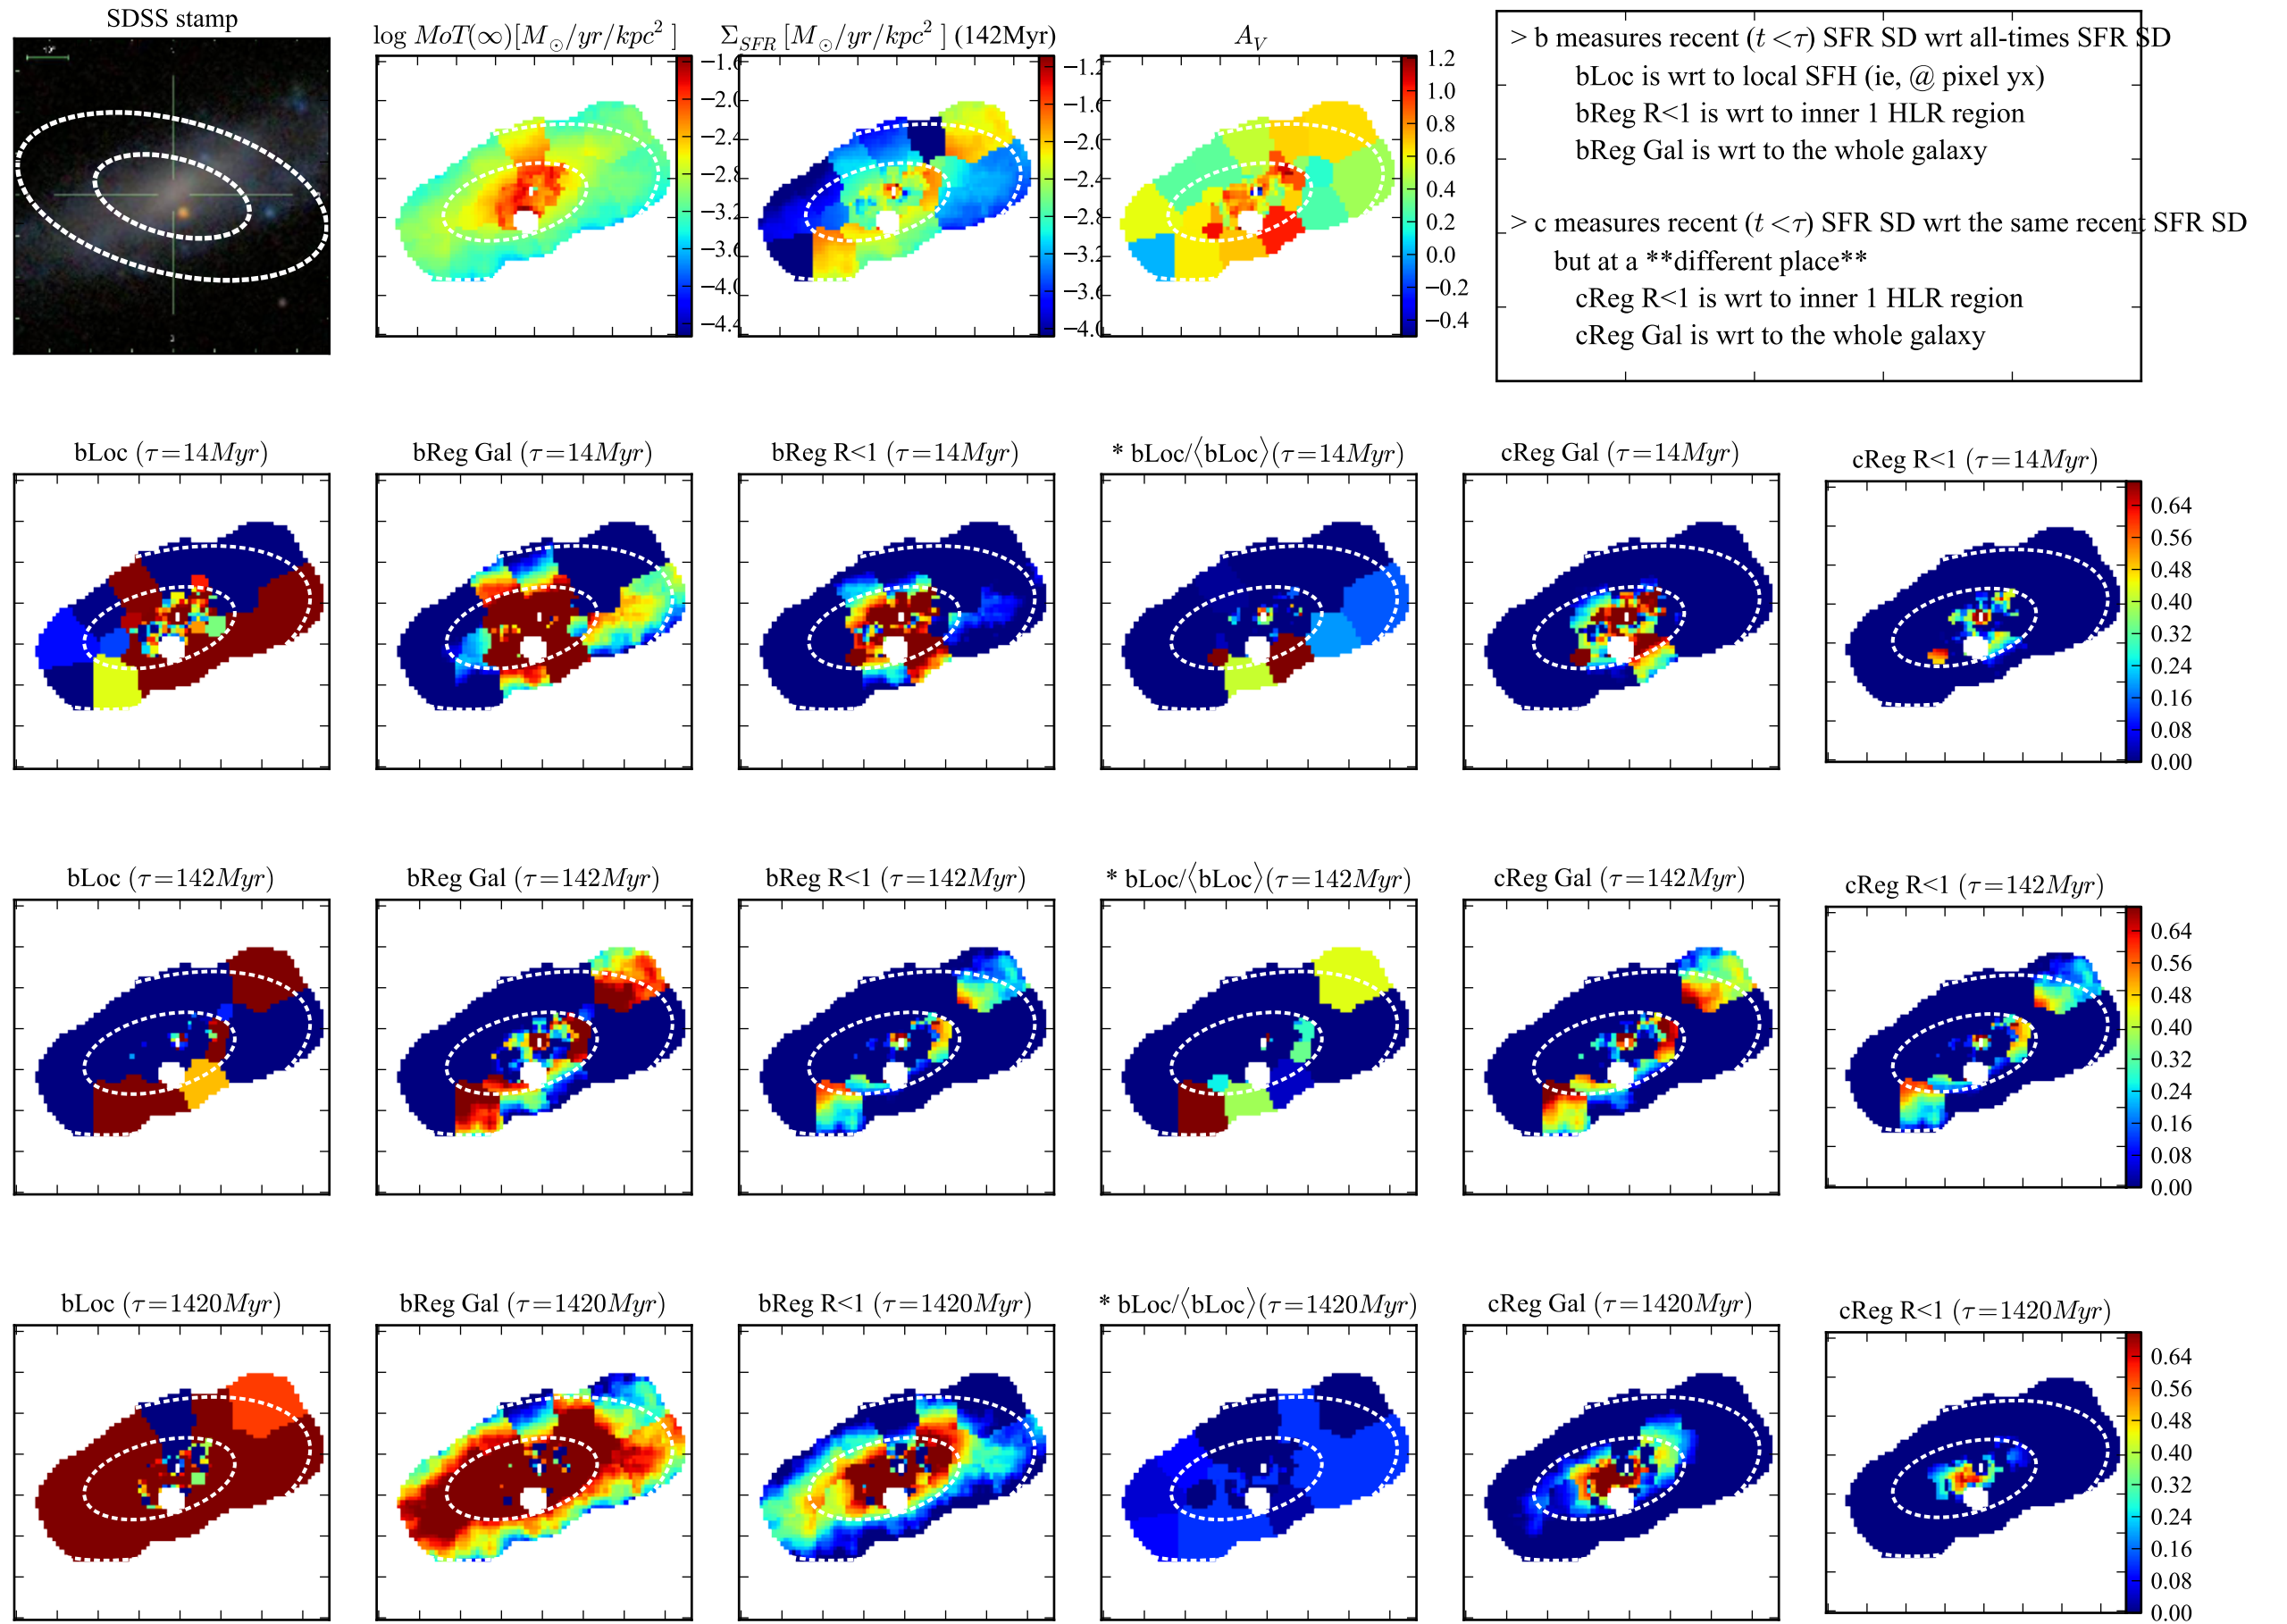 SDSS stamp
log MoT(∞)[M⊙/yr/kpc² ]
Σ_SFR [M⊙/yr/kpc² ] (142Myr)
A_V
> b measures recent (t <τ) SFR SD wrt all-times SFR SD
bLoc is wrt to local SFH (ie, @ pixel yx)
bReg R<1 is wrt to inner 1 HLR region
bReg Gal is wrt to the whole galaxy
> c measures recent (t <τ) SFR SD wrt the same recent SFR SD
but at a **different place**
cReg R<1 is wrt to inner 1 HLR region
cReg Gal is wrt to the whole galaxy
−2.0
−2.8
−3.2
−3.6
−4.0
−1.2
−1.6
−2.0
−2.4
−2.8
−3.2
−3.6
−4.0
1.2
1.0
0.8
0.6
0.4
0.2
0.0
−0.2
−0.4
bLoc (τ=14Myr)
bReg Gal (τ=14Myr)
bReg R<1 (τ=14Myr)
* bLoc/⟨bLoc⟩(τ=14Myr)
cReg Gal (τ=14Myr)
cReg R<1 (τ=14Myr)
0.64
0.56
0.48
0.40
0.32
0.24
0.16
0.08
0.00
bLoc (τ=142Myr)
bReg Gal (τ=142Myr)
bReg R<1 (τ=142Myr)
* bLoc/⟨bLoc⟩(τ=142Myr)
cReg Gal (τ=142Myr)
cReg R<1 (τ=142Myr)
0.64
0.56
0.48
0.40
0.32
0.24
0.16
0.08
0.00
bLoc (τ=1420Myr)
bReg Gal (τ=1420Myr)
bReg R<1 (τ=1420Myr)
* bLoc/⟨bLoc⟩(τ=1420Myr)
cReg Gal (τ=1420Myr)
cReg R<1 (τ=1420Myr)
0.64
0.56
0.48
0.40
0.32
0.24
0.16
0.08
0.00